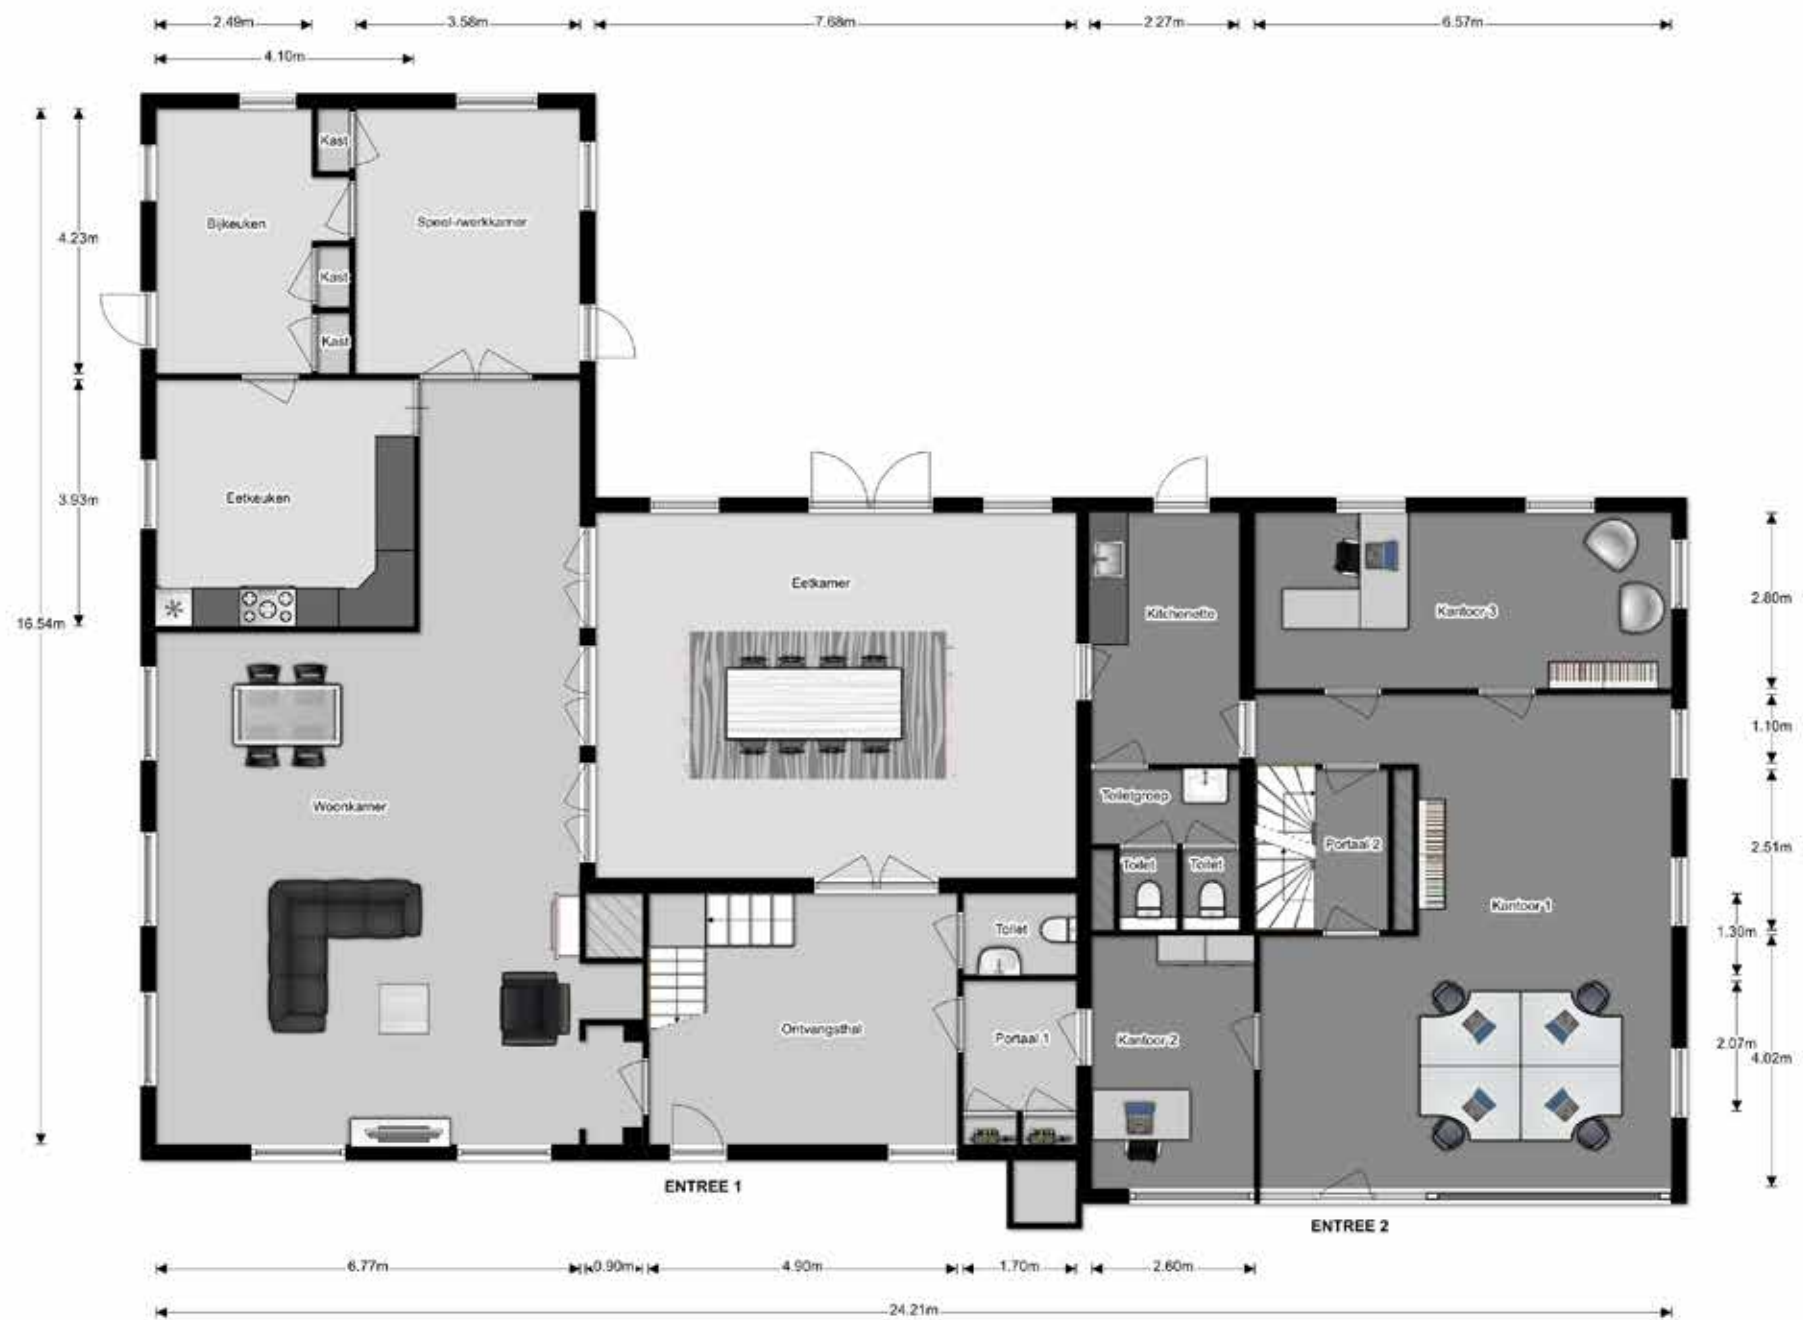 2.49m
3.58m
7.68m
2.27m
6.57m
4.10m
Kast
Bijkeuken
Speel-/werkkamer
4.23m
Kast
Kast
3.93m
Eetkeuken
Eetkamer
Kitchenette
Kantoor 3
2.80m
16.54m
1.10m
Woonkamer
Toiletgroep
Portaal 2
2.51m
Toilet
Toilet
Kantoor 1
Toilet
1.30m
Ontvangsthal
Portaal 1
Kantoor 2
2.07m
4.02m
ENTREE 1
ENTREE 2
6.77m
0.90m
4.90m
1.70m
2.60m
24.21m